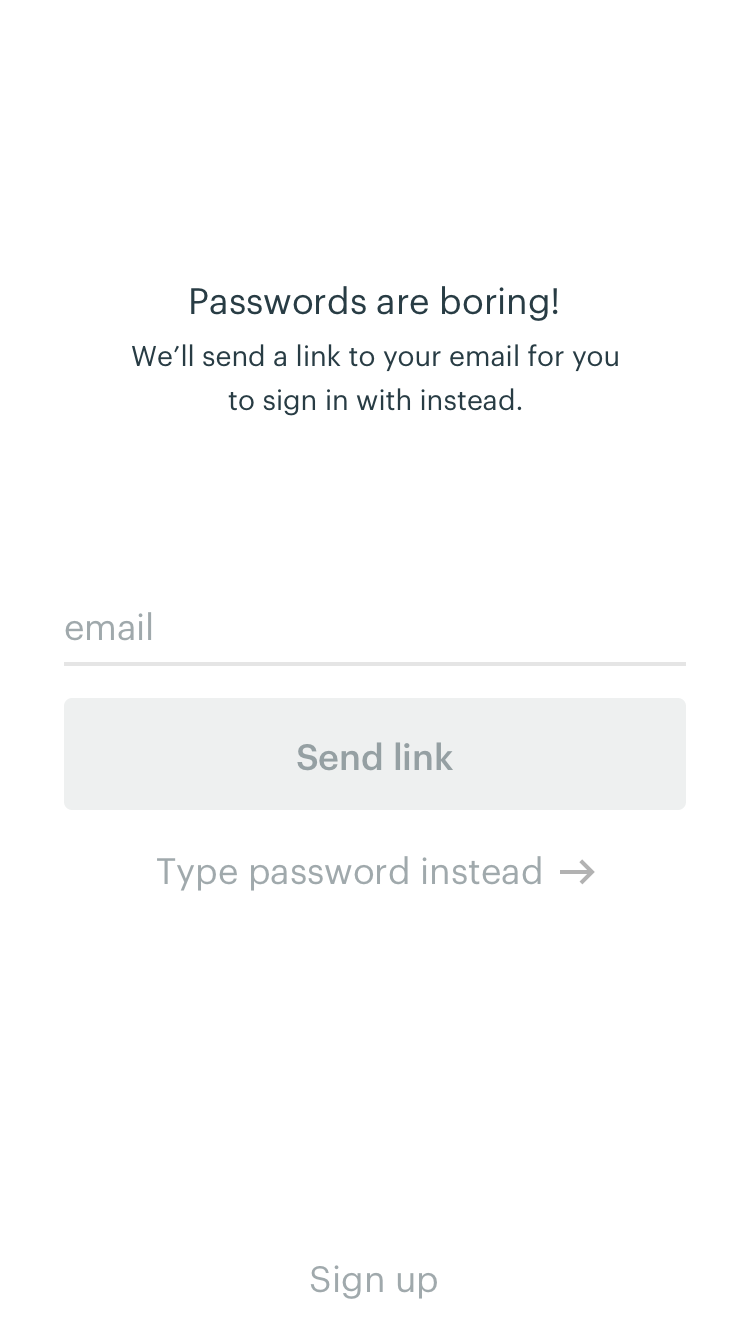 Passwords are boring!
We’ll send a link to your email for you
to sign in with instead.
email
Send link
Type password instead →
Sign up